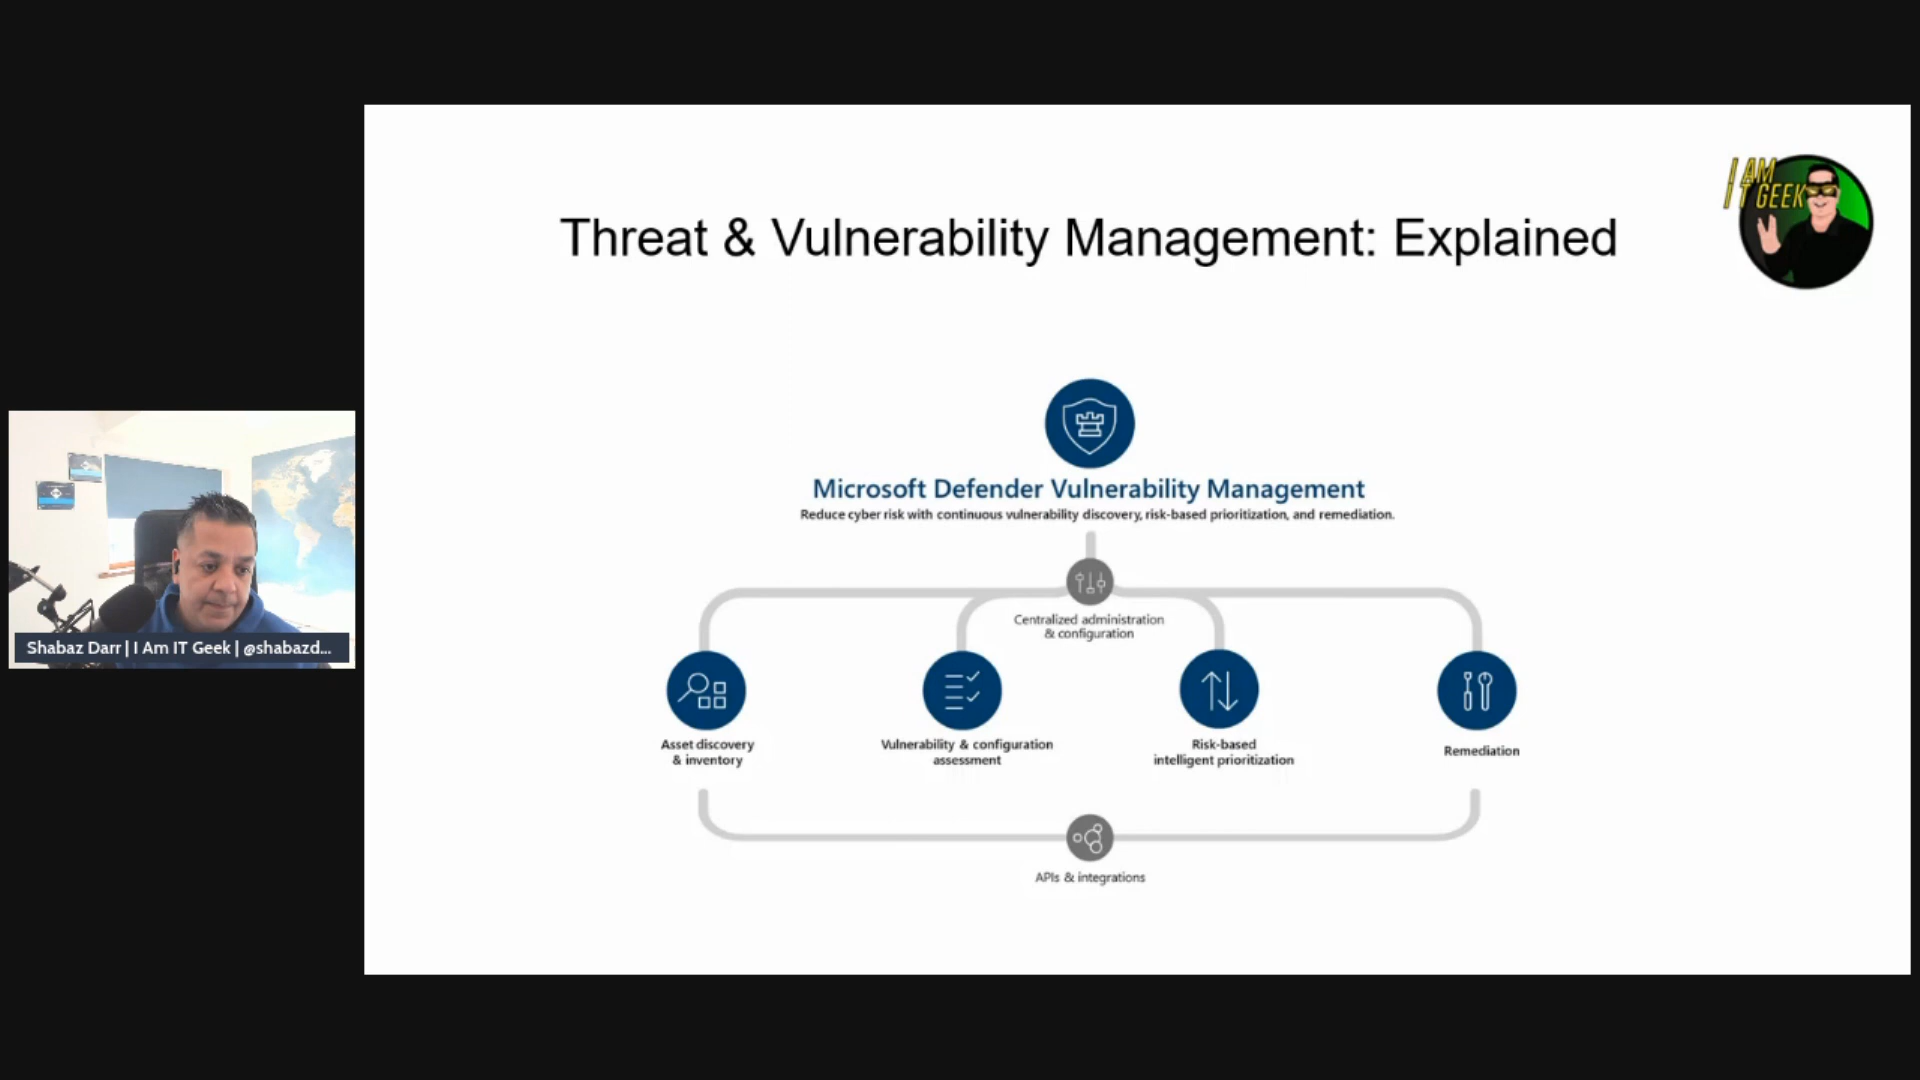 I AM
IT GEEK
Threat & Vulnerability Management: Explained
Microsoft Defender Vulnerability Management
Reduce cyber risk with continuous vulnerability discovery, risk-based prioritization, and remediation.
Centralized administration
& configuration
Asset discovery
& inventory
Vulnerability & configuration
assessment
Risk-based
intelligent prioritization
Remediation
APIs & integrations
Shabaz Darr | I Am IT Geek | @shabazd...